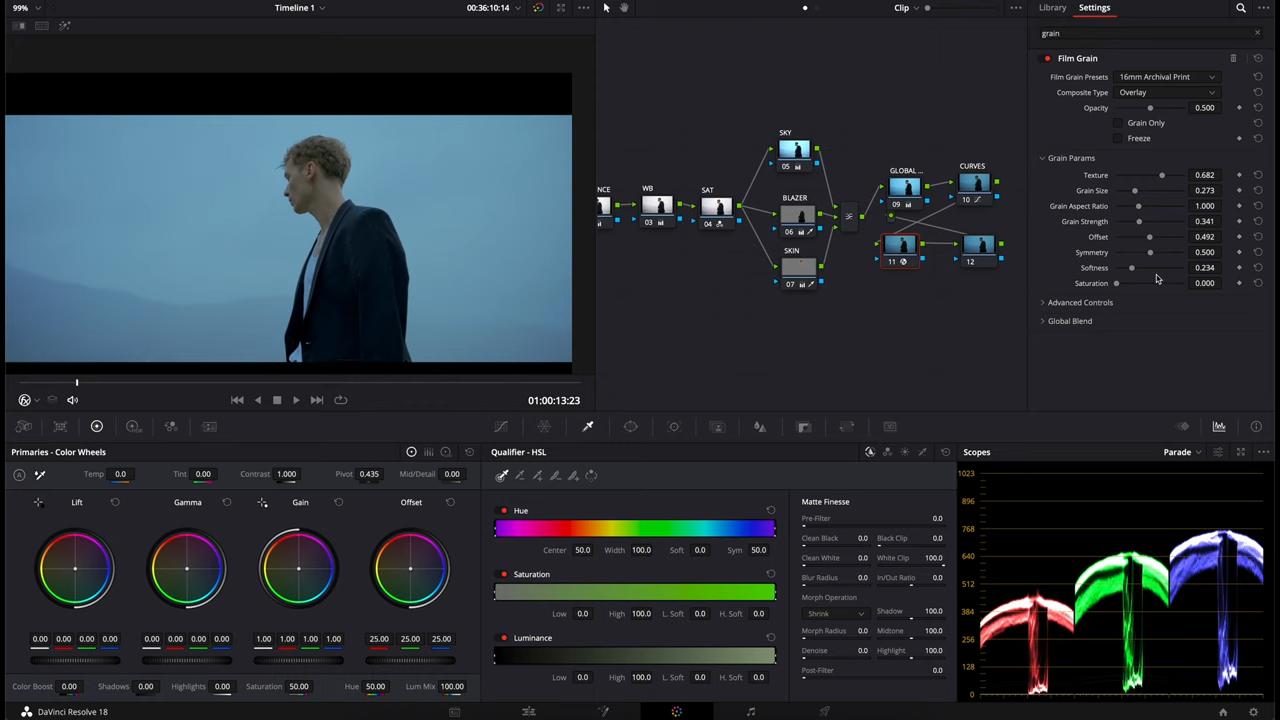 99% Timeline 1 00:36:10:14 Clip Library Settings
grain
Film Grain
Film Grain Presets 16mm Archival Print
Composite Type Overlay
Opacity 0.500
Grain Only
Freeze
Grain Params
Texture 0.682
Grain Size 0.273
Grain Aspect Ratio 1.000
Grain Strength 0.341
Offset 0.492
Symmetry 0.500
Softness 0.234
Saturation 0.000
Advanced Controls
Global Blend
SKY
05
NCE WB SAT
03 04
BLAZER
06
SKIN
07
GLOBAL ... CURVES
09 10
11 12
01:00:13:23
Primaries - Color Wheels
Temp 0.0 Tint 0.00 Contrast 1.000 Pivot 0.435 Mid/Detail 0.00
Lift Gamma Gain Offset
0.00 0.00 0.00 0.00 0.00 0.00 0.00 0.00 1.00 1.00 1.00 1.00 25.00 25.00 25.00
Color Boost 0.00 Shadows 0.00 Highlights 0.00 Saturation 50.00 Hue 50.00 Lum Mix 100.00
Qualifier - HSL
Hue
Center 50.0 Width 100.0 Soft 0.0 Sym 50.0
Saturation
Low 0.0 High 100.0 L. Soft 0.0 H. Soft 0.0
Luminance
Low 0.0 High 100.0 L. Soft 0.0 H. Soft 0.0
Matte Finesse
Pre-Filter 0.0
Clean Black 0.0 Black Clip 0.0
Clean White 0.0 White Clip 100.0
Blur Radius 0.0 In/Out Ratio 0.0
Morph Operation
Shrink Shadow 100.0
Morph Radius 0.0 Midtone 100.0
Denoise 0.0 Highlight 100.0
Post-Filter 0.0
Scopes Parade
1023
896
768
640
512
384
256
128
0
DaVinci Resolve 18